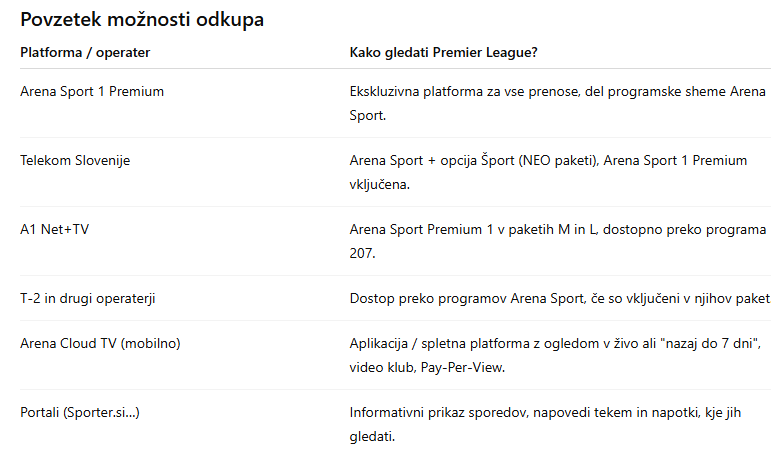 Povzetek možnosti odkupa
Platforma / operater
Kako gledati Premier League?
Arena Sport 1 Premium
Ekskluzivna platforma za vse prenose, del programske sheme Arena
Sport.
Telekom Slovenije
Arena Sport + opcija Šport (NEO paketi), Arena Sport 1 Premium
vključena.
A1 Net+TV
Arena Sport Premium 1 v paketih M in L, dostopno preko programa
207.
T-2 in drugi operaterji
Dostop preko programov Arena Sport, če so vključeni v njihov paket
Arena Cloud TV (mobilno)
Aplikacija / spletna platforma z ogledom v živo ali "nazaj do 7 dni",
video klub, Pay-Per-View.
Portali (Sporter.si…)
Informativni prikaz sporedov, napovedi tekem in napotki, kje jih
gledati.